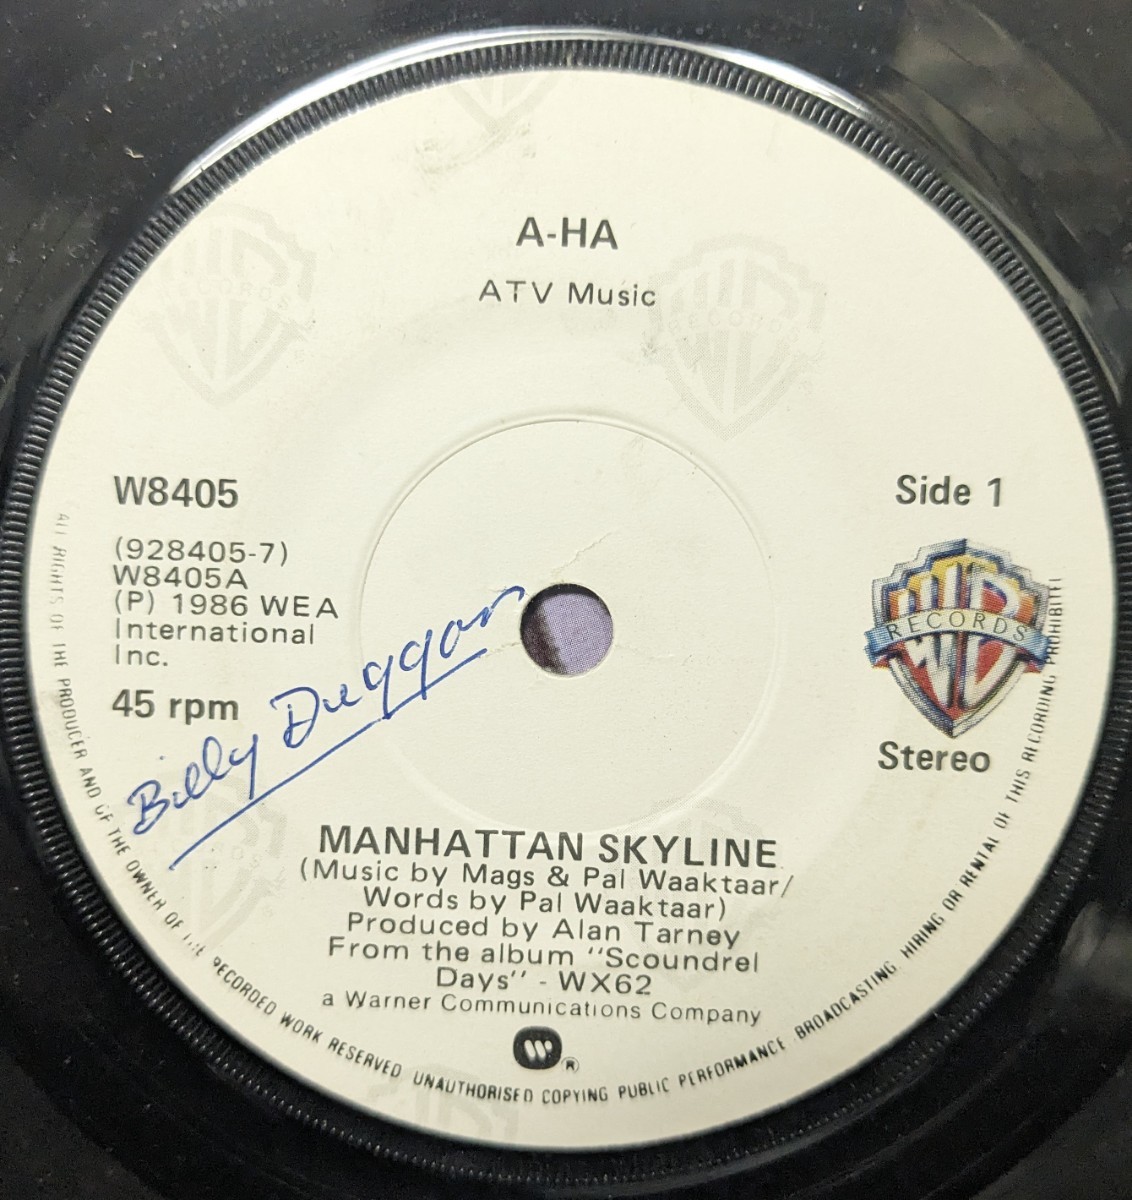 A-HA
ATV Music
W8405
Side 1
(928405-7)
W8405A
(P) 1986 WEA
International
Inc.
45 rpm
WB
RECORDS
Stereo
Billy Duggan
MANHATTAN SKYLINE
(Music by Mags & Pal Waaktaar/
Words by Pal Waaktaar)
Produced by Alan Tarney
From the album "Scoundrel
Days" - WX62
a Warner Communications Company
ALL RIGHTS OF THE PRODUCER AND OF THE OWNER OF THE RECORDED WORK RESERVED UNAUTHORISED COPYING PUBLIC PERFORMANCE BROADCASTING HIRING OR RENTAL OF THIS RECORDING PROHIBITE